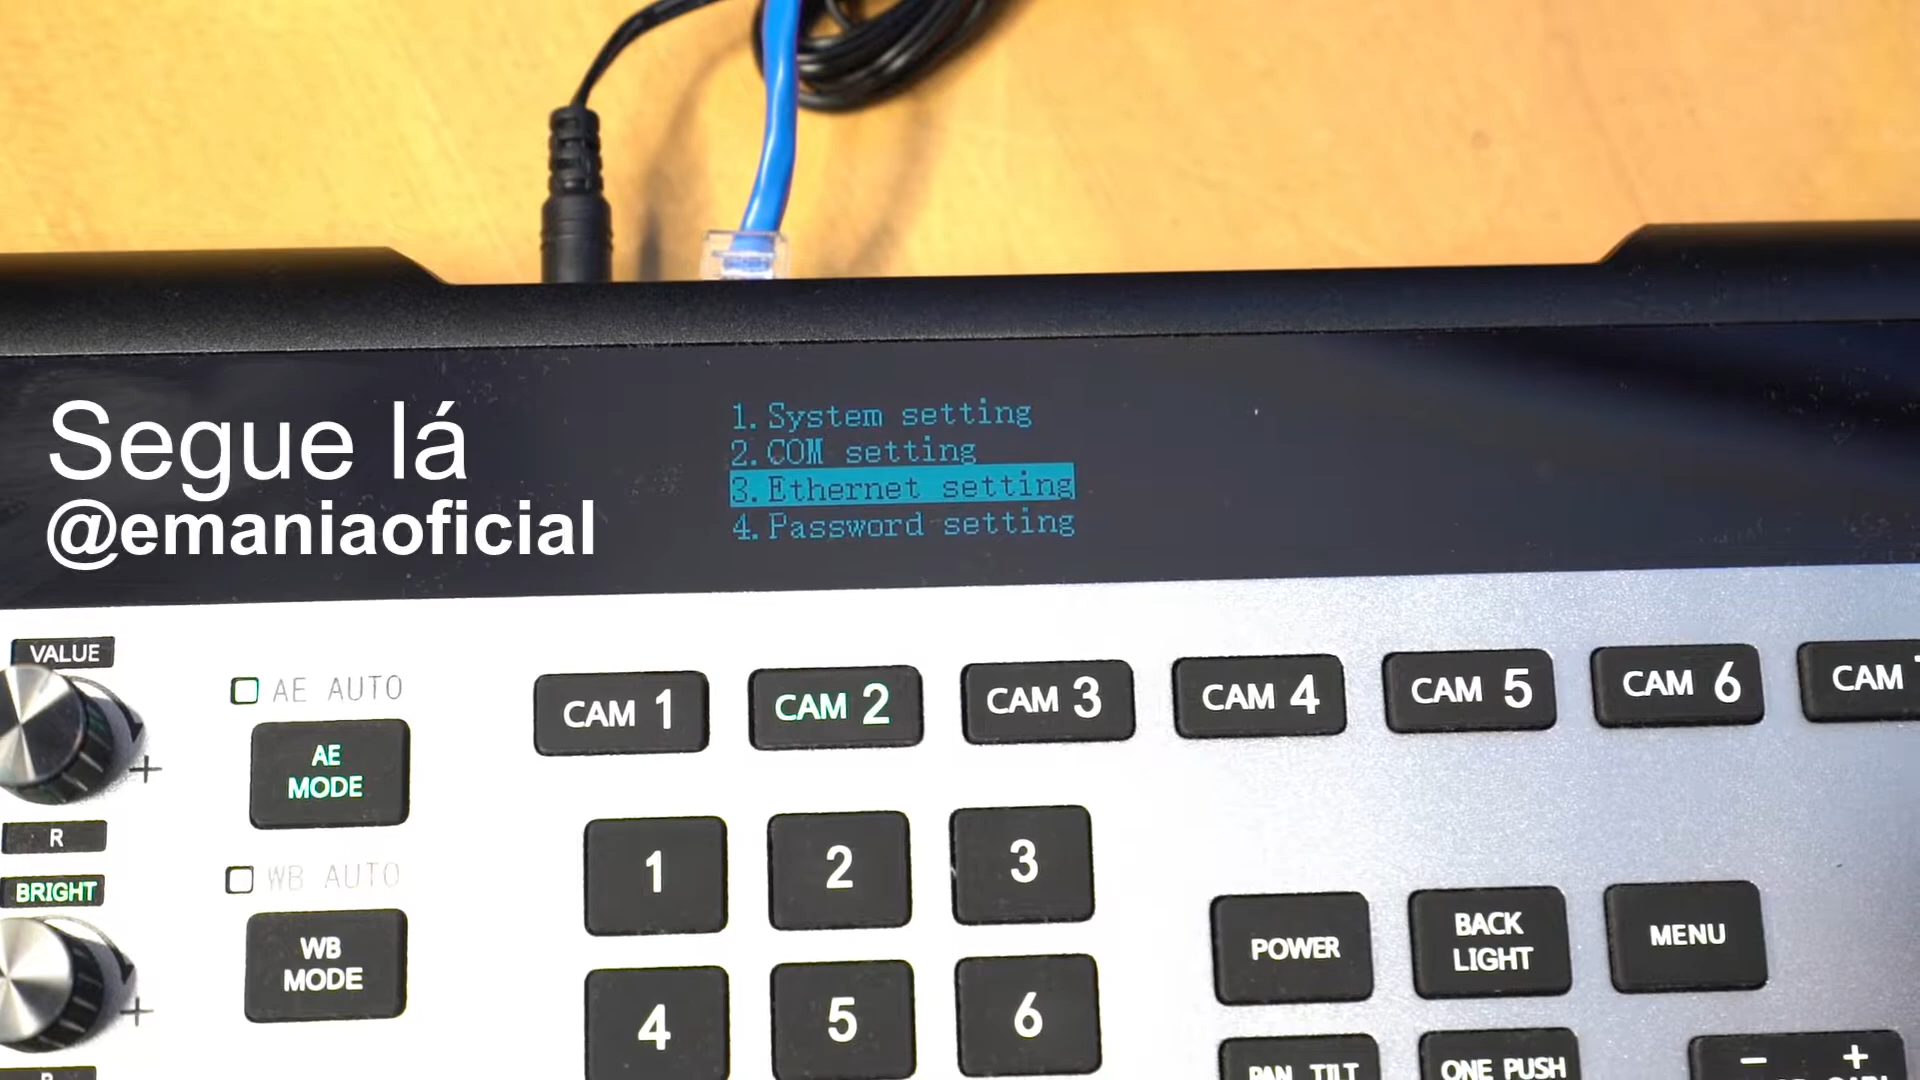 Segue lá
@emaniaoficial
1. System setting
2. COM setting
3. Ethernet setting
4. Password setting
VALUE
AE AUTO
AE
MODE
+
R
BRIGHT
WB AUTO
WB
MODE
+
CAM 1
CAM 2
CAM 3
CAM 4
CAM 5
CAM 6
CAM
1
2
3
4
5
6
POWER
BACK
LIGHT
MENU
PAN TILT
ONE PUSH
- +